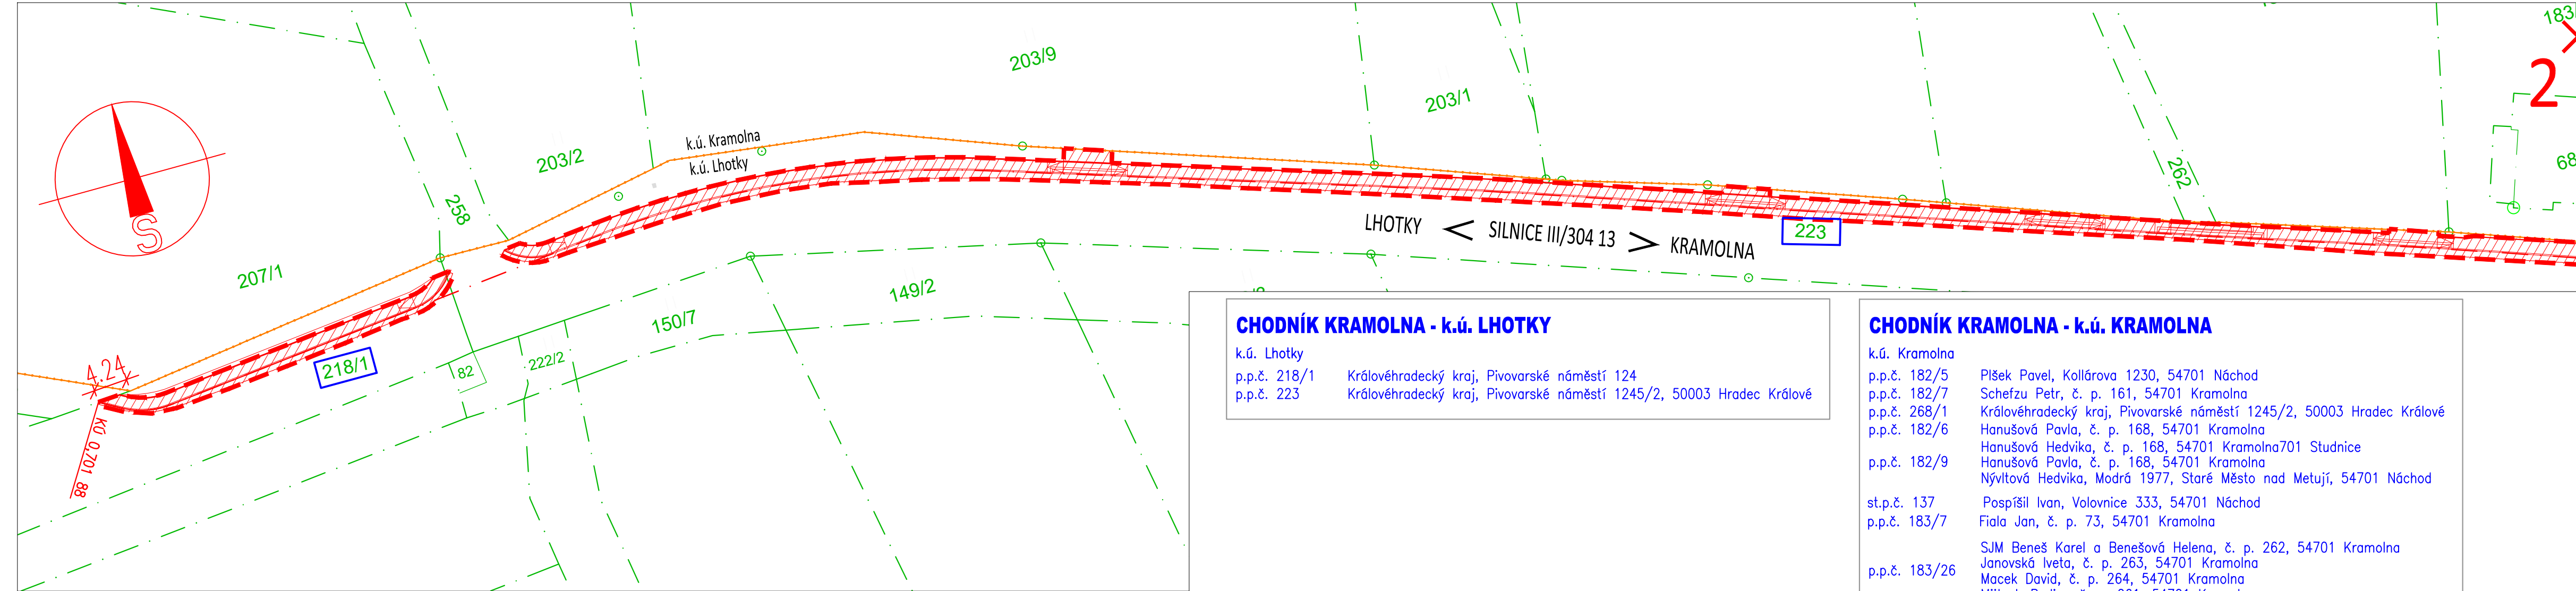 203/9
203/1
2
203/2
k.ú. Kramolna
k.ú. Lhotky
258
262
S
207/1
LHOTKY < SILNICE III/304 13 > KRAMOLNA
223
149/2
150/7
222/2
82
218/1
4.24
KÚ 0,701 88
CHODNÍK KRAMOLNA - k.ú. LHOTKY
k.ú. Lhotky
p.p.č. 218/1 Královéhradecký kraj, Pivovarské náměstí 124
p.p.č. 223 Královéhradecký kraj, Pivovarské náměstí 1245/2, 50003 Hradec Králové
CHODNÍK KRAMOLNA - k.ú. KRAMOLNA
k.ú. Kramolna
p.p.č. 182/5 Plšek Pavel, Kollárova 1230, 54701 Náchod
p.p.č. 182/7 Schefzu Petr, č. p. 161, 54701 Kramolna
p.p.č. 268/1 Královéhradecký kraj, Pivovarské náměstí 1245/2, 50003 Hradec Králové
p.p.č. 182/6 Hanušová Pavla, č. p. 168, 54701 Kramolna
Hanušová Hedvika, č. p. 168, 54701 Kramolna701 Studnice
p.p.č. 182/9 Hanušová Pavla, č. p. 168, 54701 Kramolna
Nývltová Hedvika, Modrá 1977, Staré Město nad Metují, 54701 Náchod
st.p.č. 137 Pospíšil Ivan, Volovnice 333, 54701 Náchod
p.p.č. 183/7 Fiala Jan, č. p. 73, 54701 Kramolna
SJM Beneš Karel a Benešová Helena, č. p. 262, 54701 Kramolna
p.p.č. 183/26 Janovská Iveta, č. p. 263, 54701 Kramolna
Macek David, č. p. 264, 54701 Kramolna